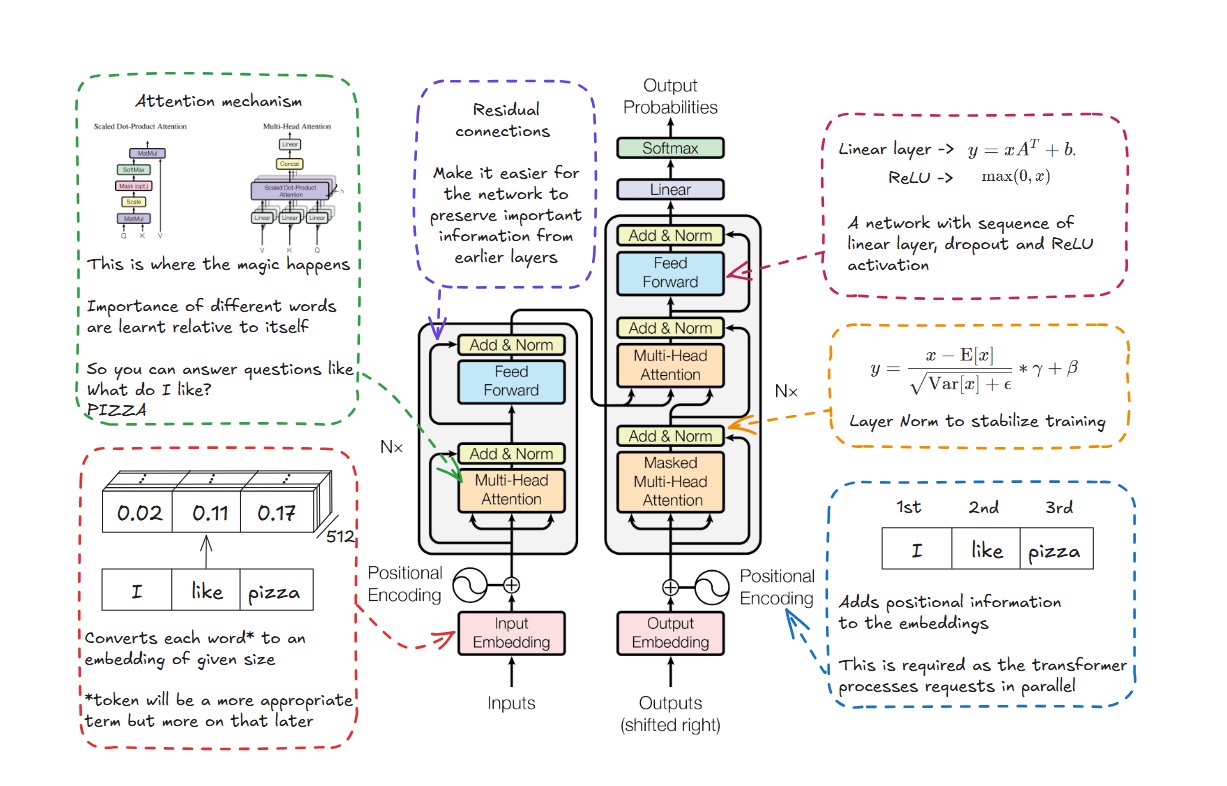 Attention mechanism
Scaled Dot-Product Attention
Multi-Head Attention
MatMul
SoftMax
Mask (opt.)
Scale
MatMul
Q K V
Linear
Concat
Scaled Dot-Product
Attention
h
Linear Linear Linear
V K Q
This is where the magic happens
Importance of different words
are learnt relative to itself
So you can answer questions like
What do I like?
PIZZA
Residual
connections
Make it easier for
the network to
preserve important
information from
earlier layers
Output
Probabilities
Softmax
Linear
Add & Norm
Feed
Forward
Add & Norm
Multi-Head
Attention
Add & Norm
Masked
Multi-Head
Attention
N×
Add & Norm
Feed
Forward
Add & Norm
Multi-Head
Attention
N×
Positional
Encoding
Input
Embedding
Inputs
Positional
Encoding
Output
Embedding
Outputs
(shifted right)
Linear layer -> y = xA^T + b.
ReLU -> max(0, x)
A network with sequence of
linear layer, dropout and ReLU
activation
y = (x − E[x]) / √(Var[x] + ϵ) * γ + β
Layer Norm to stabilize training
0.02 0.11 0.17
512
I like pizza
Converts each word* to an
embedding of given size
*token will be a more appropriate
term but more on that later
1st 2nd 3rd
I like pizza
Adds positional information
to the embeddings
This is required as the transformer
processes requests in parallel